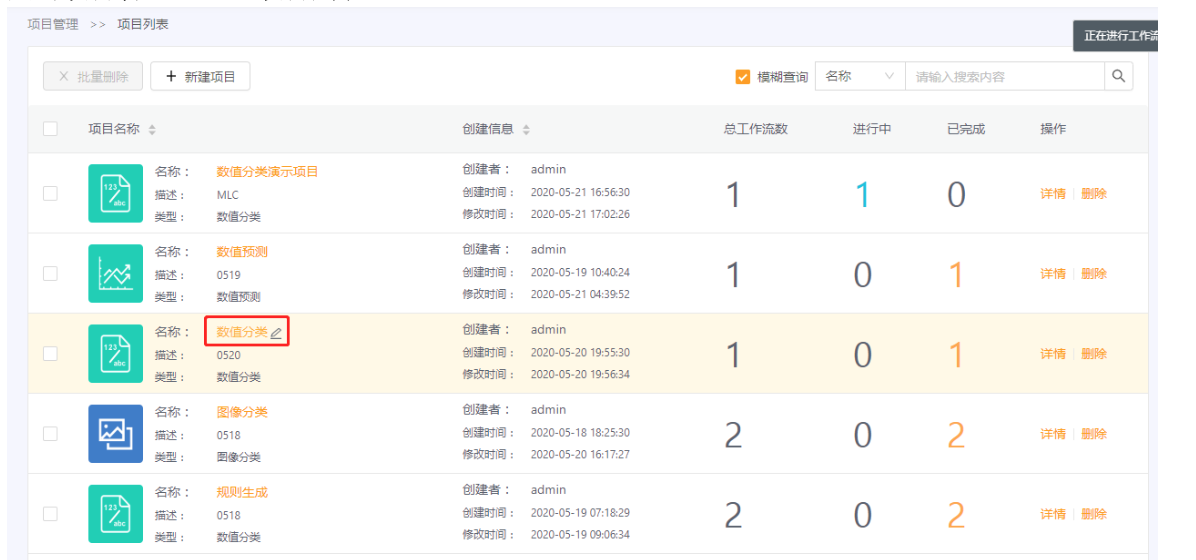 项目管理 >> 项目列表
正在进行工作流
批量删除 + 新建项目 模糊查询 名称 请输入搜索内容
项目名称 创建信息 总工作流数 进行中 已完成 操作
名称： 数值分类演示项目 创建者： admin
描述： MLC 创建时间： 2020-05-21 16:56:30 1 1 0 详情 删除
类型： 数值分类 修改时间： 2020-05-21 17:02:26
名称： 数值预测 创建者： admin
描述： 0519 创建时间： 2020-05-19 10:40:24 1 0 1 详情 删除
类型： 数值预测 修改时间： 2020-05-21 04:39:52
名称： 数值分类 创建者： admin
描述： 0520 创建时间： 2020-05-20 19:55:30 1 0 1 详情 删除
类型： 数值分类 修改时间： 2020-05-20 19:56:34
名称： 图像分类 创建者： admin
描述： 0518 创建时间： 2020-05-18 18:25:30 2 0 2 详情 删除
类型： 图像分类 修改时间： 2020-05-20 16:17:27
名称： 规则生成 创建者： admin
描述： 0518 创建时间： 2020-05-19 07:18:29 2 0 2 详情 删除
类型： 数值分类 修改时间： 2020-05-19 09:06:34